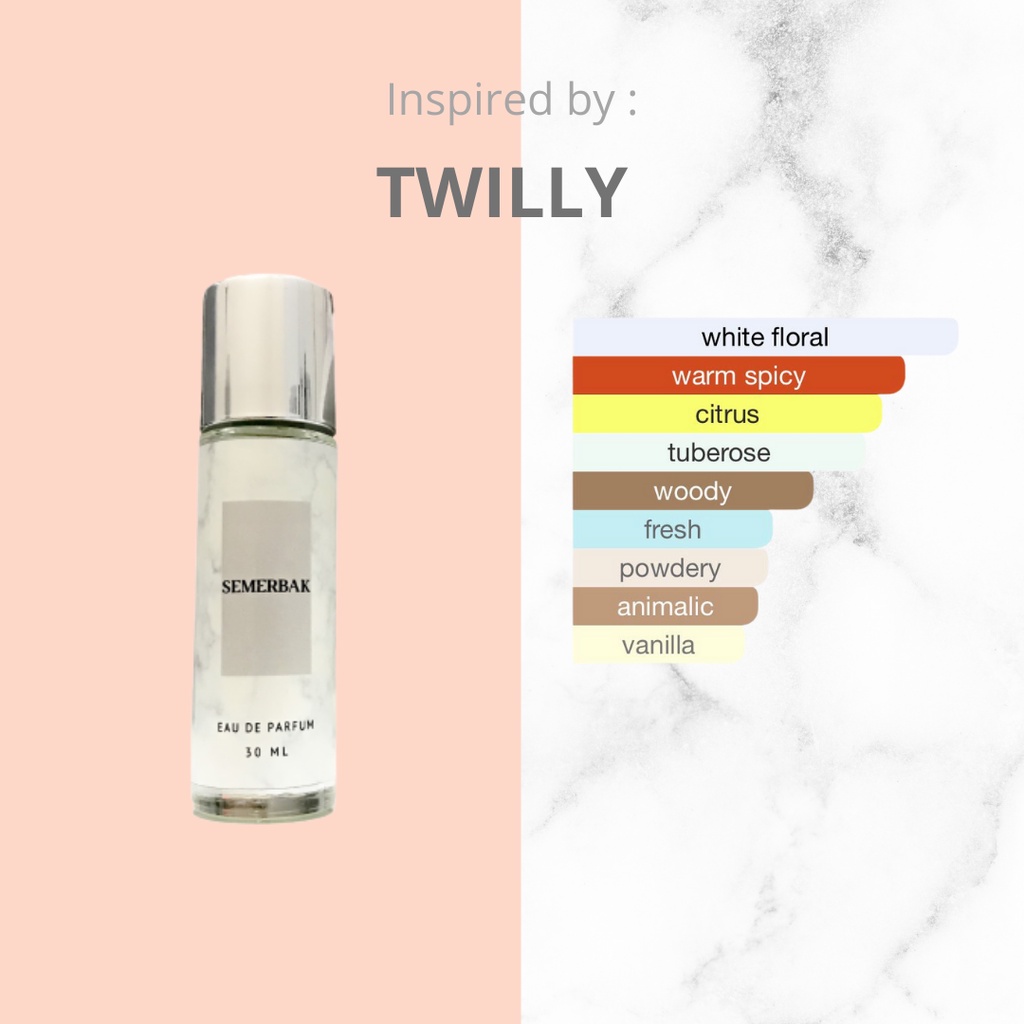 Inspired by :
TWILLY
white floral
warm spicy
citrus
tuberose
woody
fresh
powdery
animalic
vanilla
SEMERBAK
EAU DE PARFUM
30 ML